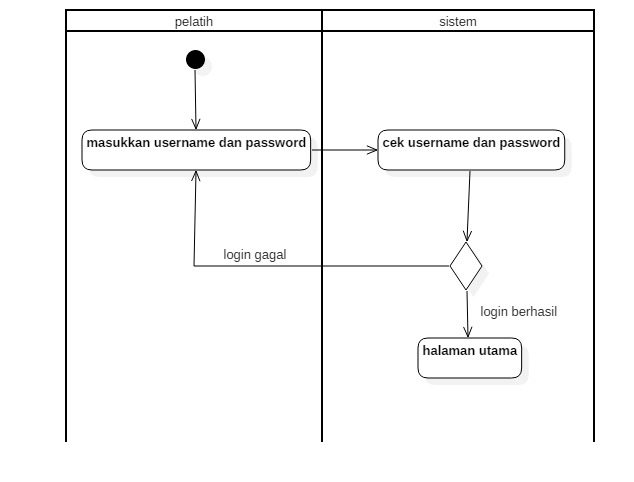 pelatih
sistem
masukkan username dan password
cek username dan password
login gagal
login berhasil
halaman utama